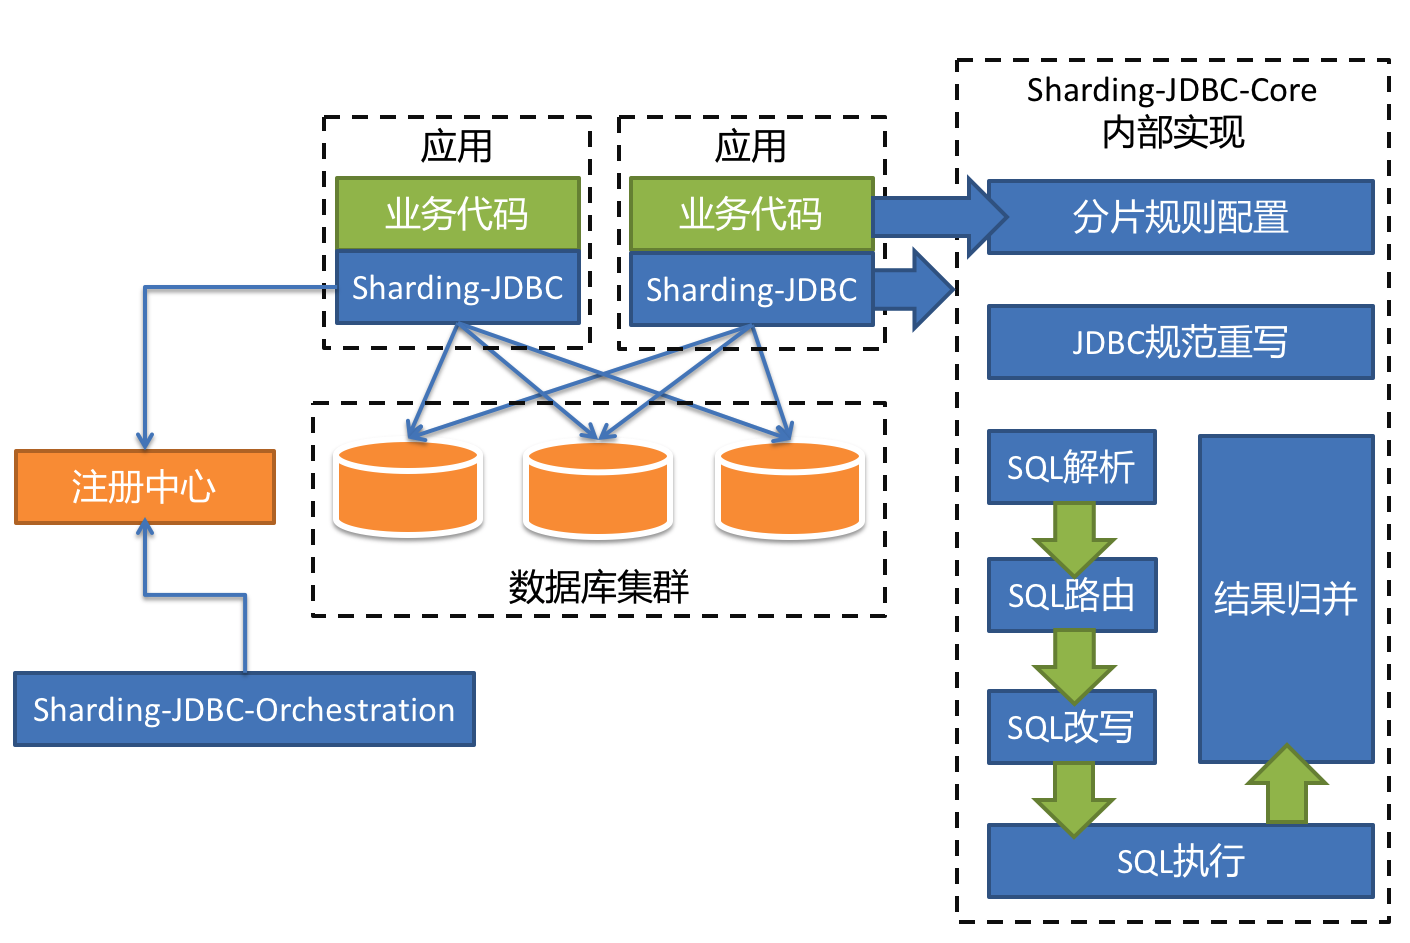 应用
业务代码
Sharding-JDBC
应用
业务代码
Sharding-JDBC
注册中心
数据库集群
Sharding-JDBC-Orchestration
Sharding-JDBC-Core
内部实现
分片规则配置
JDBC规范重写
SQL解析
SQL路由
SQL改写
结果归并
SQL执行